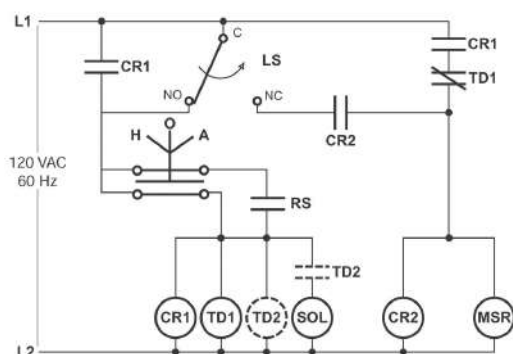 L1
C
CR1
CR1
LS
TD1
NO
NC
H
A
CR2
120 VAC
60 Hz
RS
TD2
CR1
TD1
TD2
SOL
CR2
MSR
L2